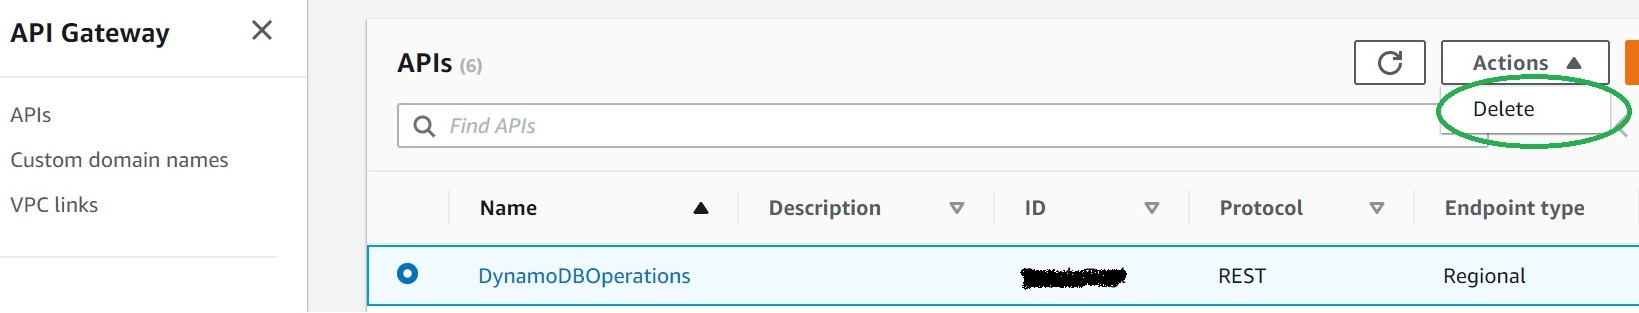 API Gateway
APIs
Custom domain names
VPC links
APIs (6)
Actions
Delete
Find APIs
Name Description ID Protocol Endpoint type
DynamoDBOperations REST Regional